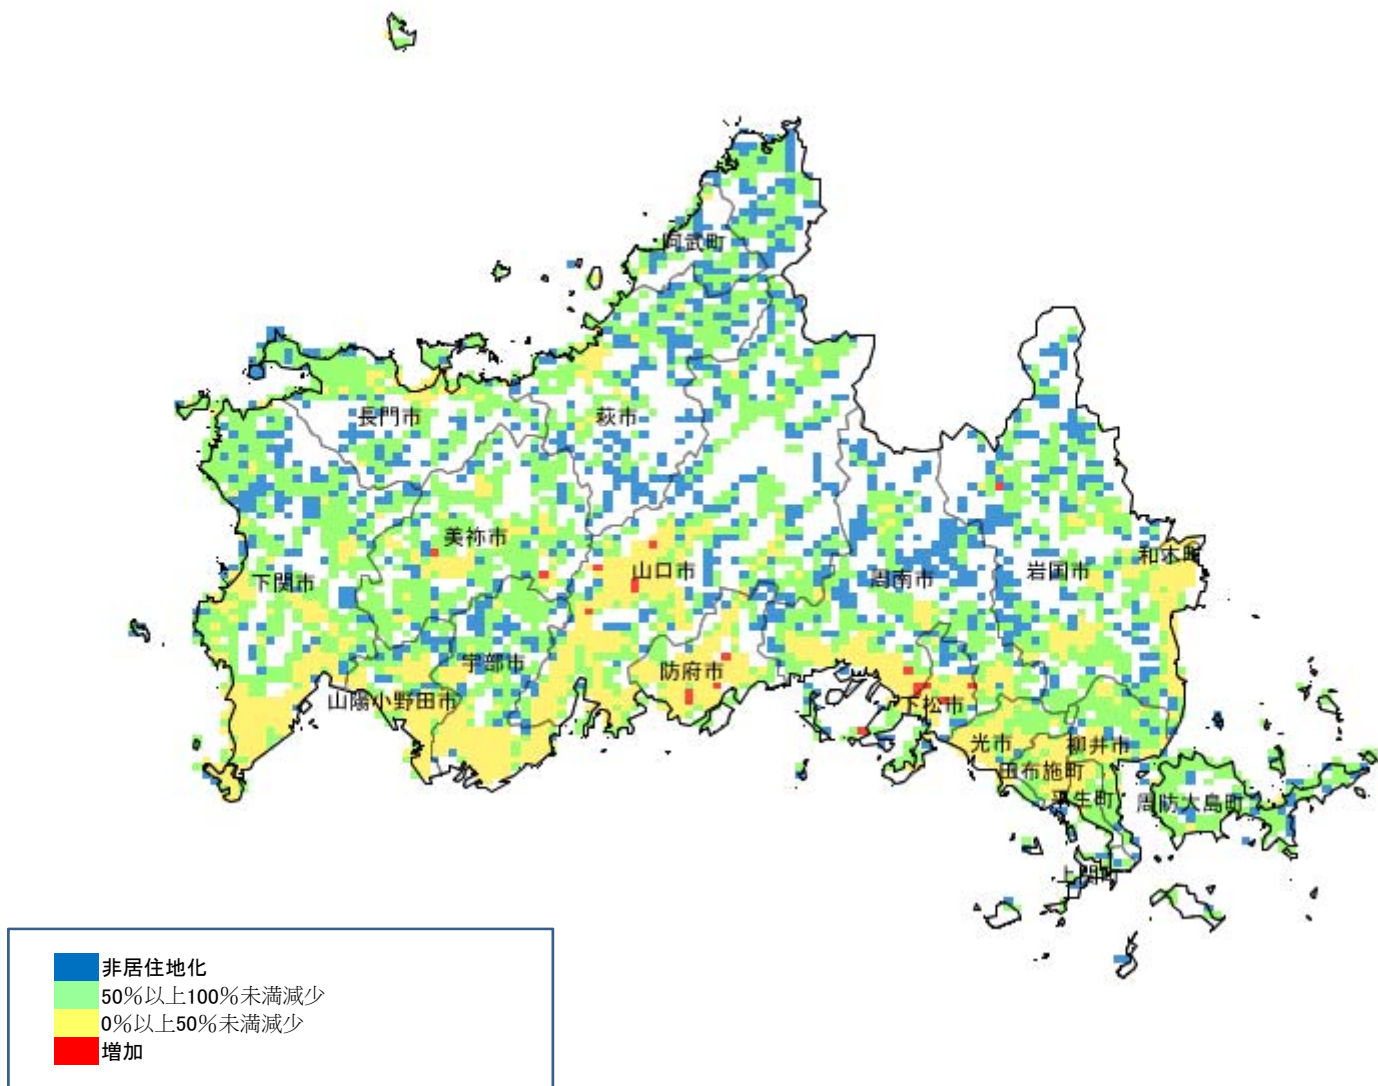 阿武町
長門市
萩市
美祢市
山口市
下関市
周南市
岩国市
和木町
宇部市
防府市
山陽小野田市
下松市
光市
柳井市
田布施町
平生町
周防大島町
上関町
非居住地化
50%以上100%未満減少
0%以上50%未満減少
増加